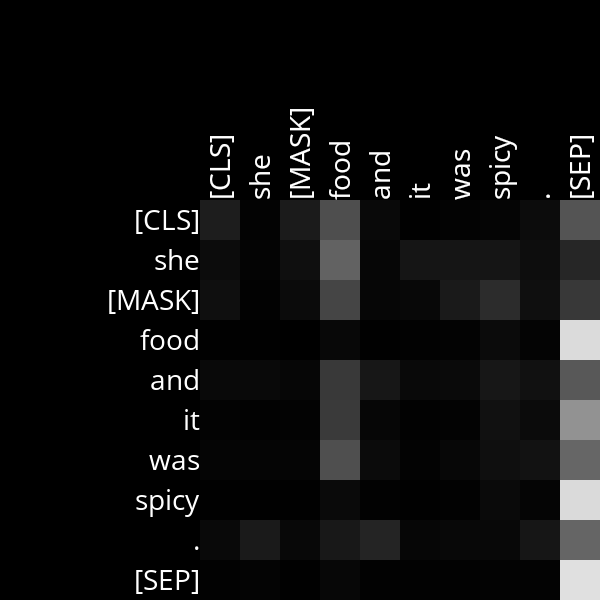 [CLS] she [MASK] food and it was spicy . [SEP]
[CLS]
she
[MASK]
food
and
it
was
spicy
.
[SEP]